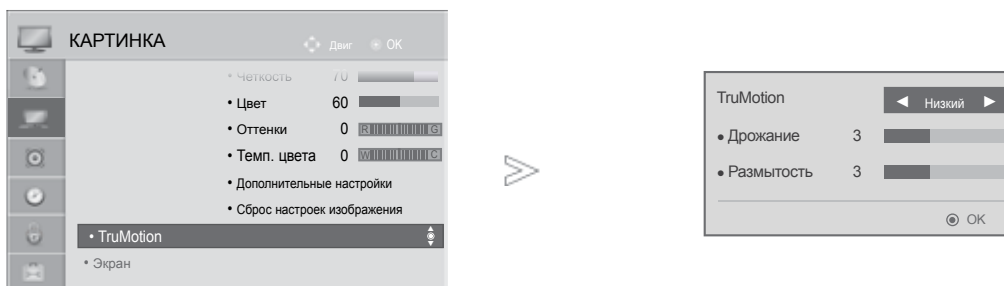 КАРТИНКА
Двиг
OK
• Четкость 70
• Цвет 60
• Оттенки 0 R G
• Темп. цвета 0 W C
• Дополнительные настройки
• Сброс настроек изображения
• TruMotion
• Экран
TruMotion ◄ Низкий ►
• Дрожание 3
• Размытость 3
OK